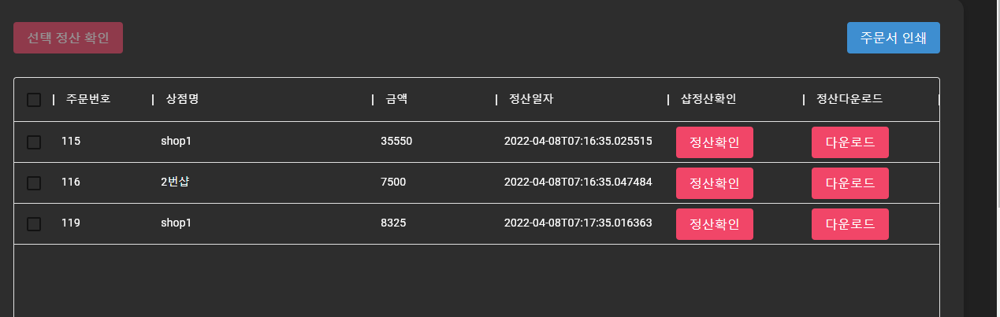 선택 정산 확인 주문서 인쇄
주문번호 상점명 금액 정산일자 샵정산확인 정산다운로드
115 shop1 35550 2022-04-08T07:16:35.025515 정산확인 다운로드
116 2번샵 7500 2022-04-08T07:16:35.047484 정산확인 다운로드
119 shop1 8325 2022-04-08T07:17:35.016363 정산확인 다운로드